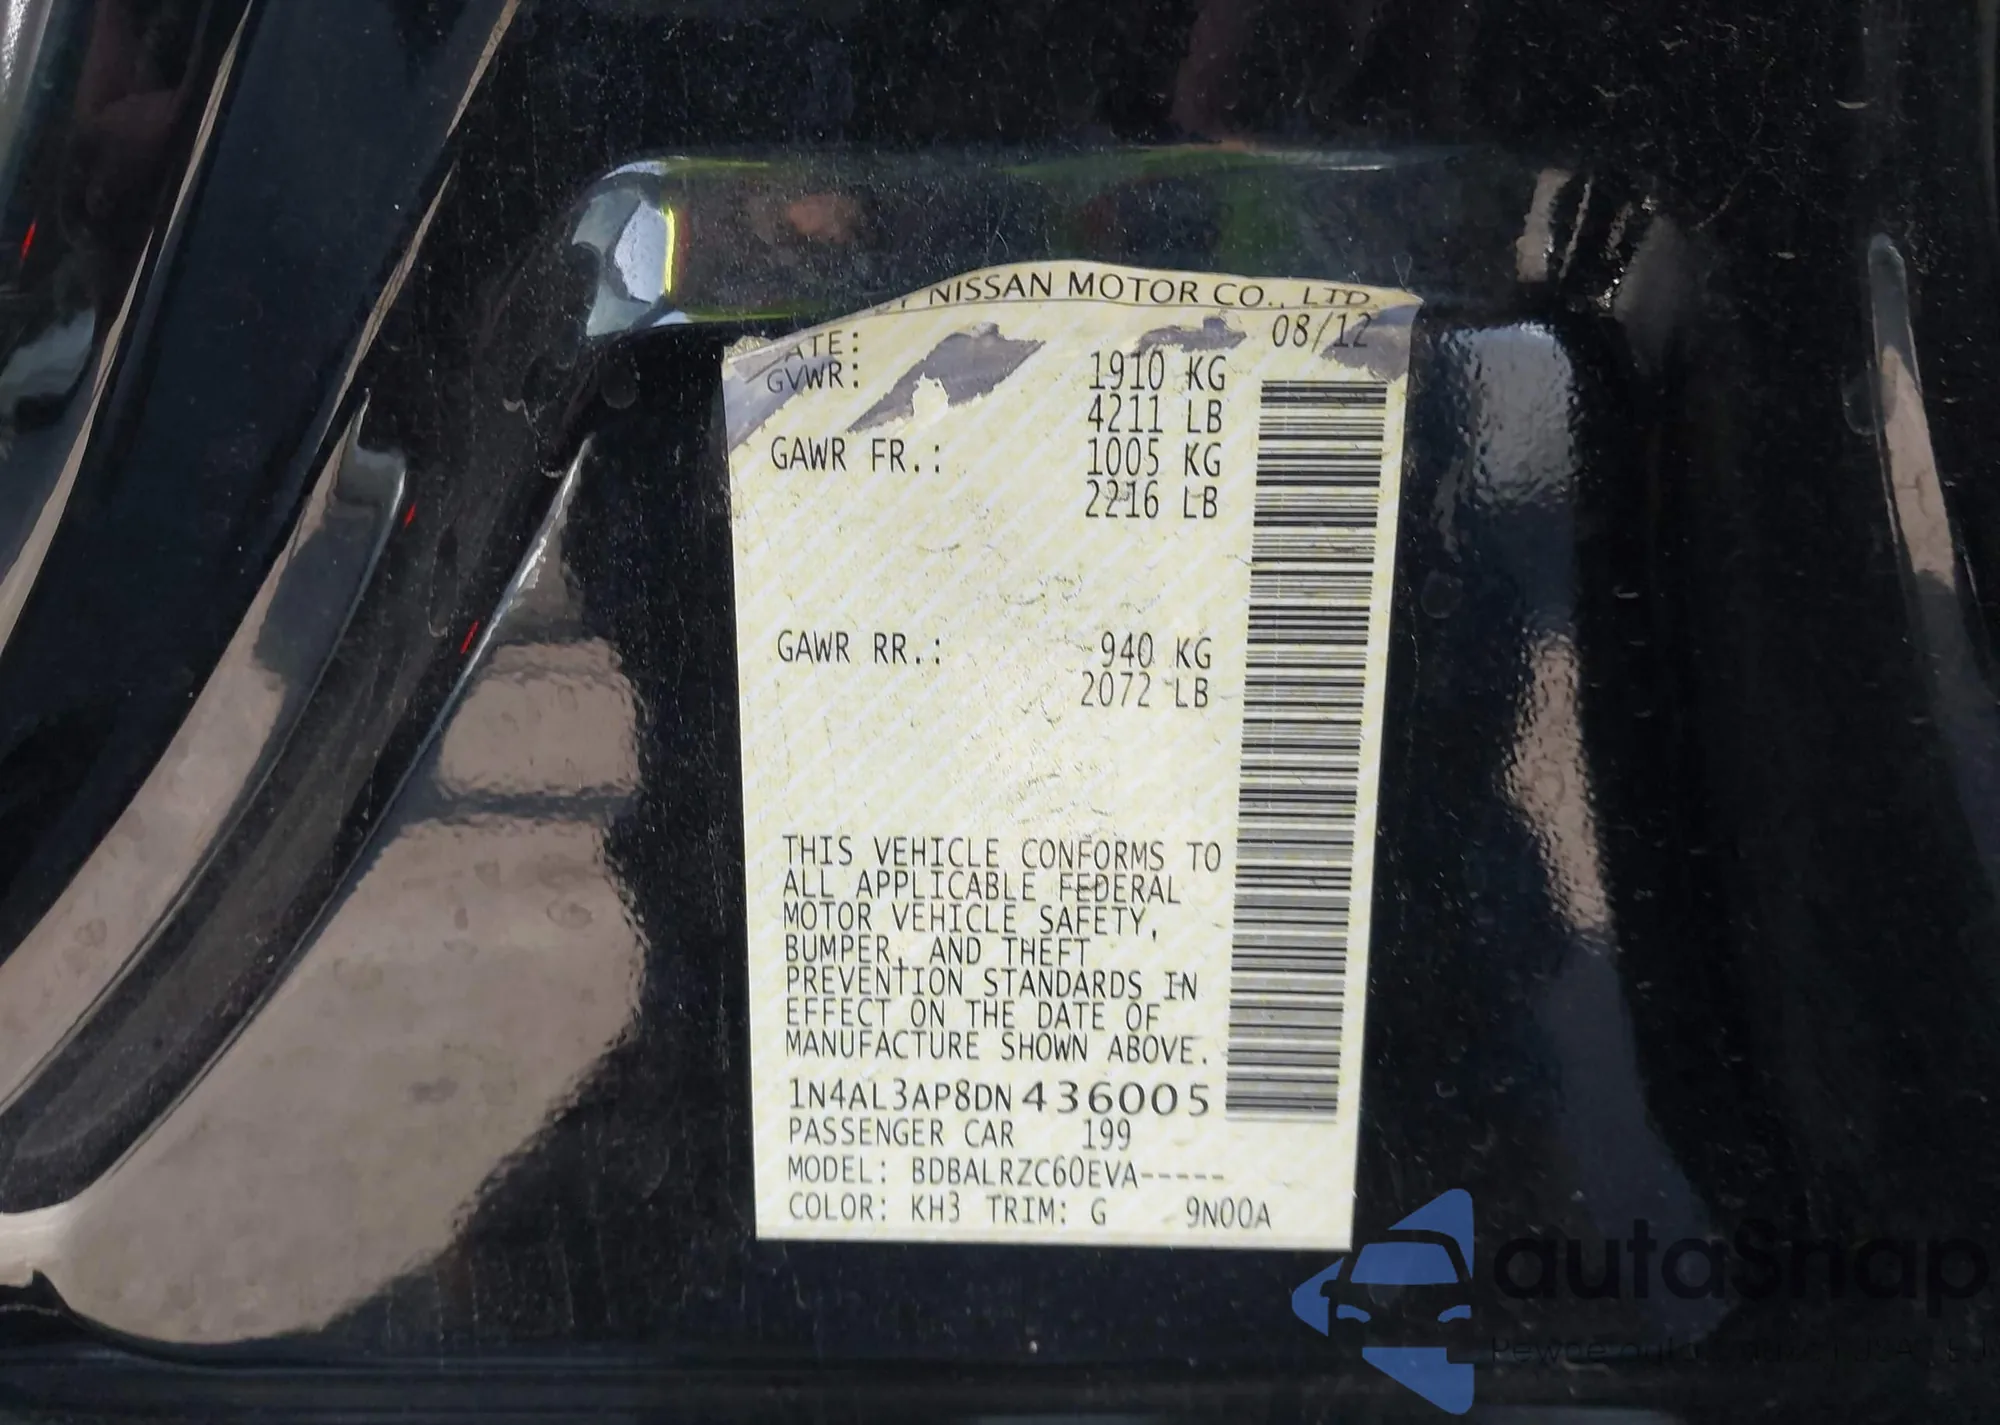 NISSAN MOTOR CO., LTD.
08/12
GVWR: 1910 KG
4211 LB
GAWR FR.: 1005 KG
2216 LB
GAWR RR.: 940 KG
2072 LB
THIS VEHICLE CONFORMS TO
ALL APPLICABLE FEDERAL
MOTOR VEHICLE SAFETY,
BUMPER, AND THEFT
PREVENTION STANDARDS IN
EFFECT ON THE DATE OF
MANUFACTURE SHOWN ABOVE.
1N4AL3AP8DN436005
PASSENGER CAR 199
MODEL: BDBALRZC60EVA-----
COLOR: KH3 TRIM: G 9N00A
autaSnap